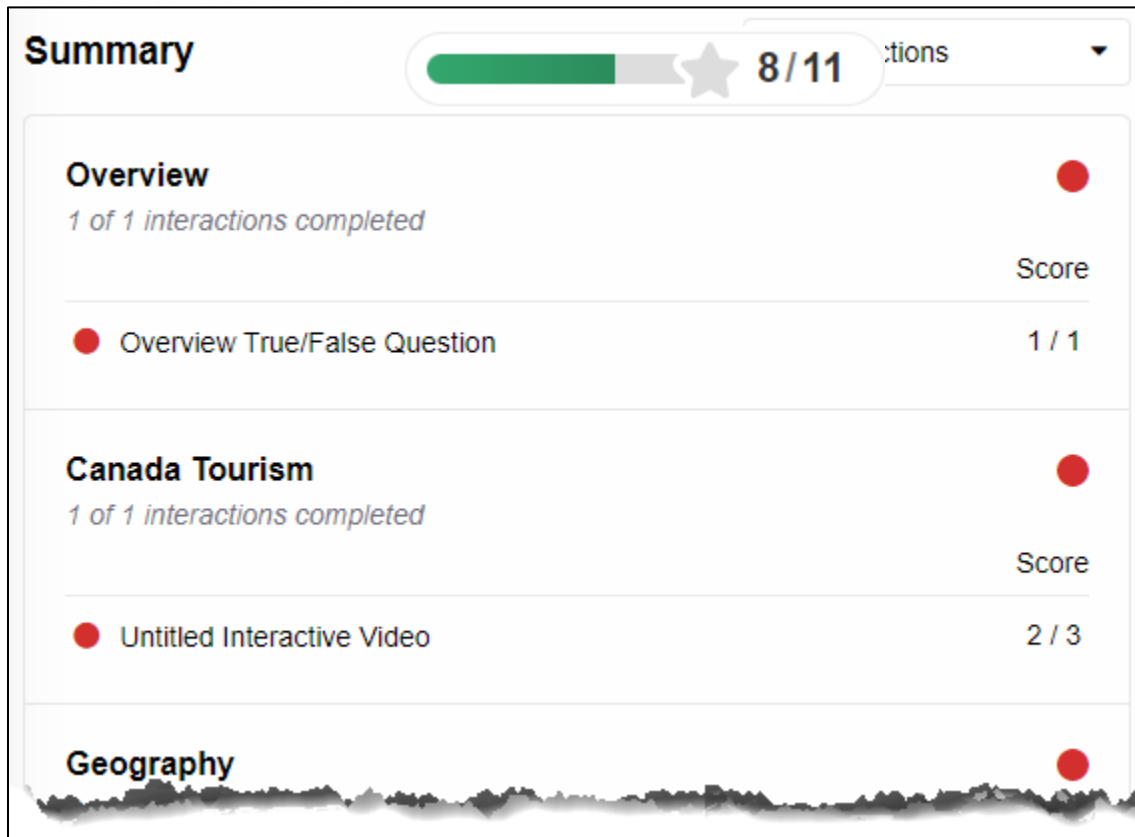 Summary
8/11
Overview
1 of 1 interactions completed
Score
Overview True/False Question
1 / 1
Canada Tourism
1 of 1 interactions completed
Score
Untitled Interactive Video
2 / 3
Geography